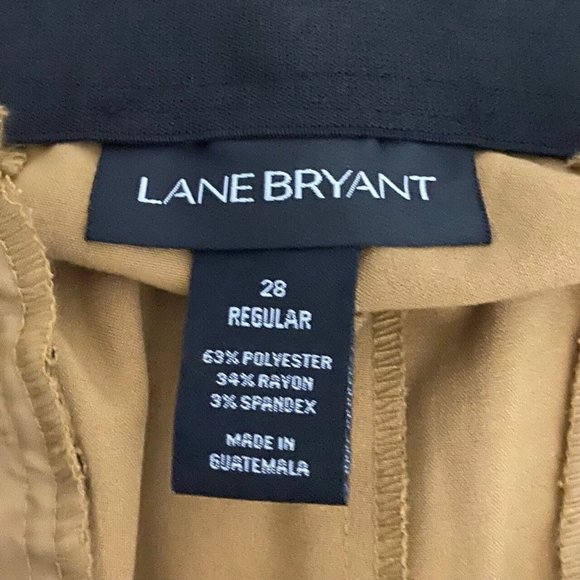 LANE BRYANT
28
REGULAR
63% POLYESTER
34% RAYON
3% SPANDEX
MADE IN
GUATEMALA